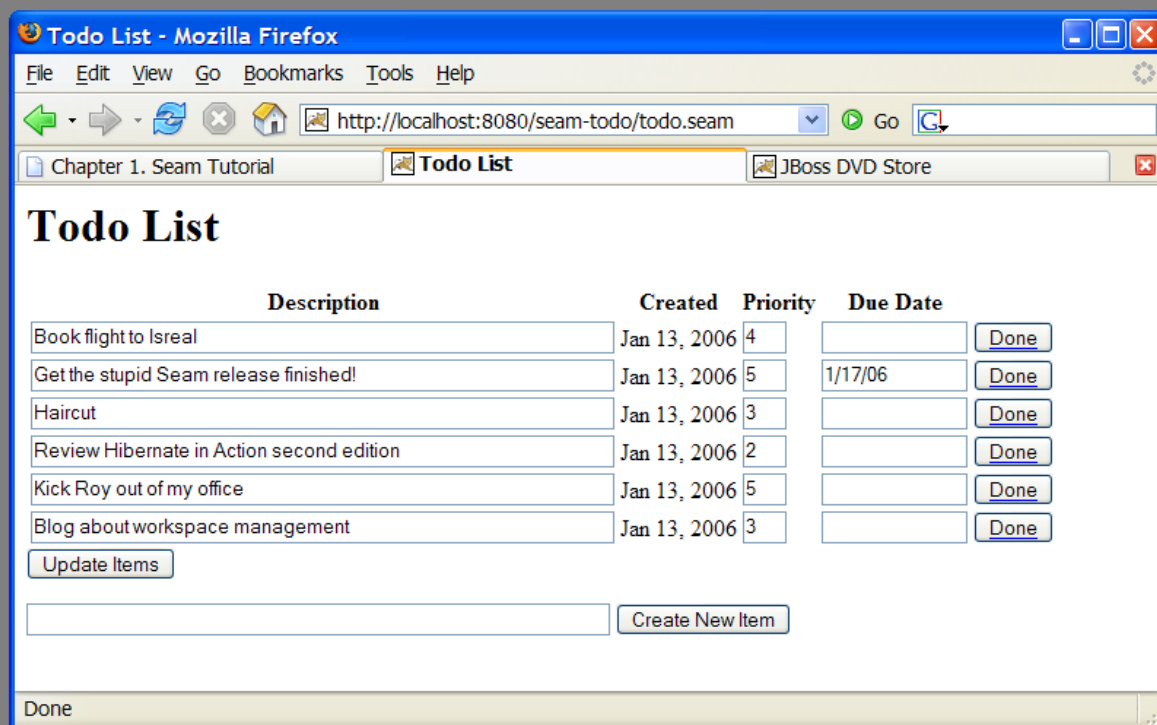 Todo List - Mozilla Firefox
File Edit View Go Bookmarks Tools Help
http://localhost:8080/seam-todo/todo.seam Go G
Chapter 1. Seam Tutorial Todo List JBoss DVD Store
Todo List
Description Created Priority Due Date
Book flight to Isreal Jan 13, 2006 4 Done
Get the stupid Seam release finished! Jan 13, 2006 5 1/17/06 Done
Haircut Jan 13, 2006 3 Done
Review Hibernate in Action second edition Jan 13, 2006 2 Done
Kick Roy out of my office Jan 13, 2006 5 Done
Blog about workspace management Jan 13, 2006 3 Done
Update Items
Create New Item
Done